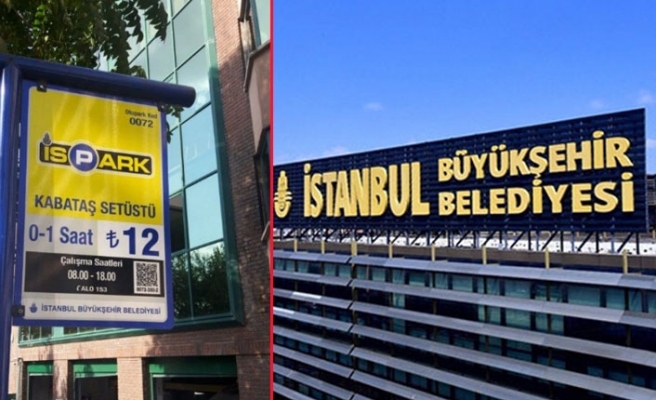 Otopark Kod
0072
İSPARK
KABATAŞ SETÜSTÜ
0-1 Saat ₺ 12
Çalışma Saatleri
08.00 - 18.00
ALO 153
İSTANBUL BÜYÜKŞEHİR BELEDİYESİ
İSTANBUL BÜYÜKŞEHİR
BELEDİYESİ